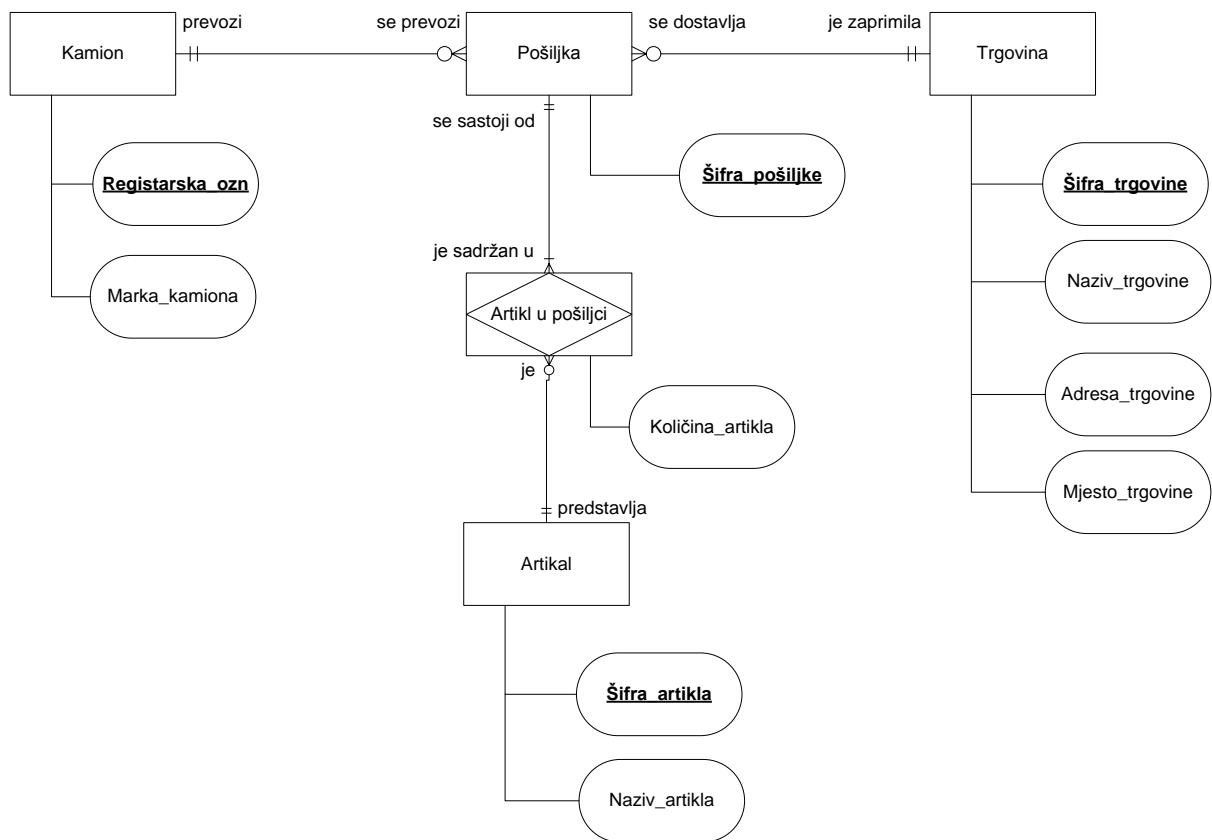 prevozi
se prevozi
se dostavlja
je zaprimila
Kamion
Pošiljka
Trgovina
se sastoji od
Registarska_ozn
Šifra_pošiljke
Šifra_trgovine
je sadržan u
Marka_kamiona
Naziv_trgovine
Artikl u pošiljci
je
Adresa_trgovine
Količina_artikla
Mjesto_trgovine
predstavlja
Artikal
Šifra_artikla
Naziv_artikla